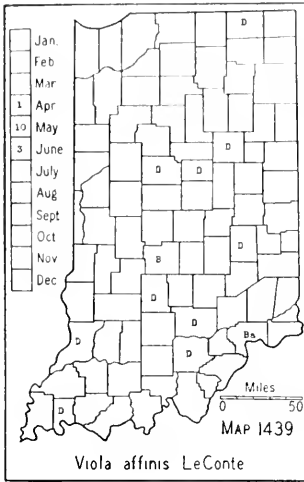 Jan.
Feb
Mar
1 Apr
10 May
3 June
July
Aug
Sept
Oct
Nov
Dec
D
D
D D
B D
D
D
D Bs
D
D
Miles
0 50
MAP 1439
Viola affinis LeConte